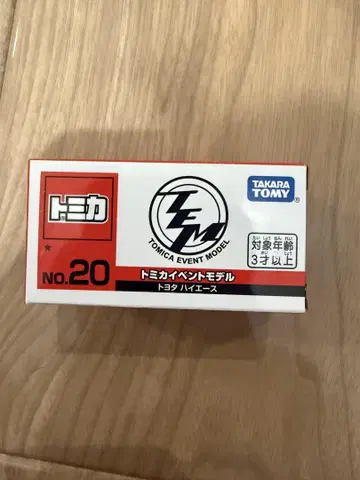 トミカ
★
NO.20
TEM
TOMICA EVENT MODEL
トミカイベントモデル
トヨタ ハイエース
TAKARA
TOMY®
対象年齢
3才以上